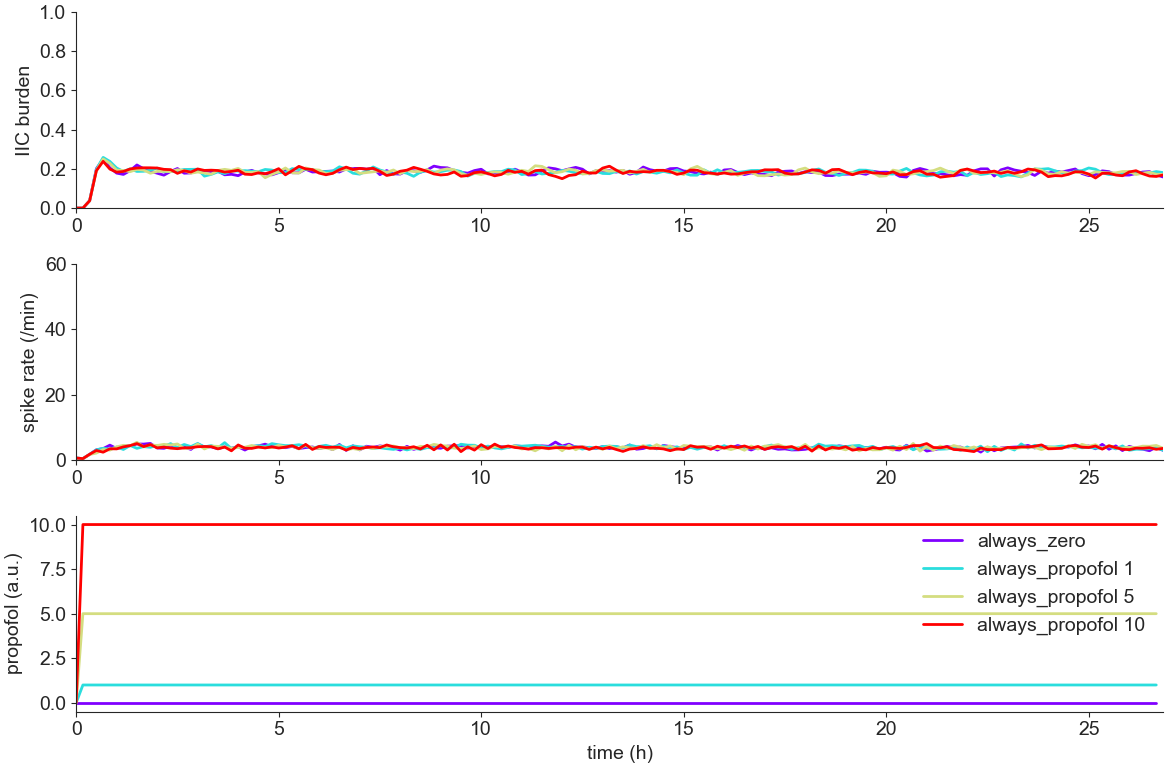 IIC burden
1.0
0.8
0.6
0.4
0.2
0.0
0 5 10 15 20 25
spike rate (/min)
60
40
20
0
0 5 10 15 20 25
propofol (a.u.)
10.0
7.5
5.0
2.5
0.0
always_zero
always_propofol 1
always_propofol 5
always_propofol 10
0 5 10 15 20 25
time (h)